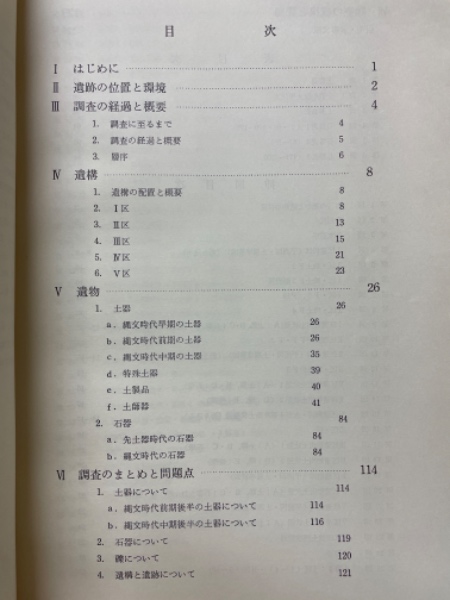 目 次
Ⅰ はじめに 1
Ⅱ 遺跡の位置と環境 2
Ⅲ 調査の経過と概要 4
1. 調査に至るまで 4
2. 調査の経過と概要 5
3. 層序 6
Ⅳ 遺構 8
1. 遺構の配置と概要 8
2. Ⅰ区 8
3. Ⅱ区 13
4. Ⅲ区 15
5. Ⅳ区 21
6. Ⅴ区 23
Ⅴ 遺物 26
1. 土器 26
a. 縄文時代早期の土器 26
b. 縄文時代前期の土器 26
c. 縄文時代中期の土器 35
d. 特殊土器 39
e. 土製品 40
f. 土師器 41
2. 石器 84
a. 先土器時代の石器 84
b. 縄文時代の石器 84
Ⅵ 調査のまとめと問題点 114
1. 土器について 114
a. 縄文時代前期後半の土器について 114
b. 縄文時代中期後半の土器について 116
2. 石器について 119
3. 礫について 120
4. 遺構と遺跡について 121